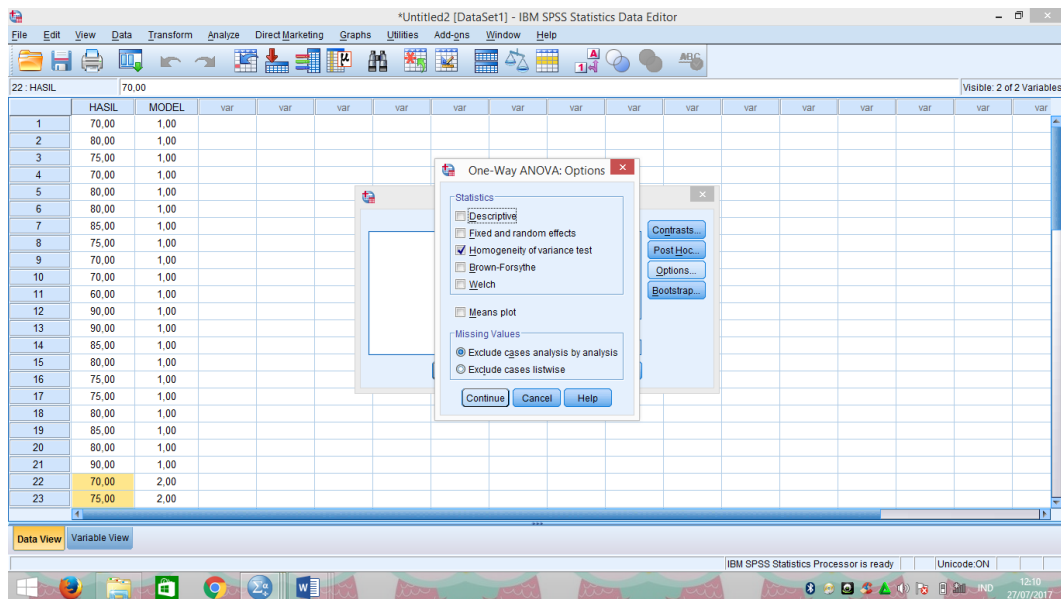 *Untitled2 [DataSet1] - IBM SPSS Statistics Data Editor
File Edit View Data Transform Analyze Direct Marketing Graphs Utilities Add-ons Window Help
22 : HASIL 70,00 Visible: 2 of 2 Variables
HASIL MODEL var var var var var var var var var var var var var var
1 70,00 1,00
2 80,00 1,00
3 75,00 1,00
4 70,00 1,00
5 80,00 1,00
6 80,00 1,00
7 85,00 1,00
8 75,00 1,00
9 70,00 1,00
10 70,00 1,00
11 60,00 1,00
12 90,00 1,00
13 90,00 1,00
14 85,00 1,00
15 80,00 1,00
16 75,00 1,00
17 75,00 1,00
18 80,00 1,00
19 85,00 1,00
20 80,00 1,00
21 90,00 1,00
22 70,00 2,00
23 75,00 2,00
One-Way ANOVA: Options
Statistics
Descriptive
Fixed and random effects
Homogeneity of variance test
Brown-Forsythe
Welch
Means plot
Missing Values
Exclude cases analysis by analysis
Exclude cases listwise
Continue Cancel Help
Contrasts...
Post Hoc...
Options...
Bootstrap...
Data View Variable View
IBM SPSS Statistics Processor is ready Unicode:ON
IND 12:10
27/07/2017